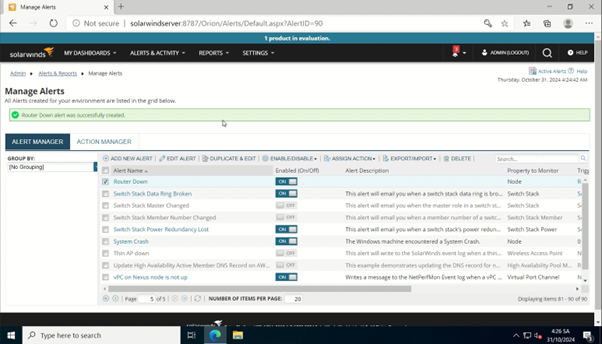 Manage Alerts
Not secure | solarwindserver:8787/Orion/Alerts/Default.aspx?AlertID=90
1 product in evaluation.
solarwinds MY DASHBOARDS ALERTS & ACTIVITY REPORTS SETTINGS ADMIN (LOGOUT) HELP
Admin Alerts & Reports Manage Alerts Active Alerts Help
Thursday, October 31, 2024 4:24:42 AM
Manage Alerts
All Alerts created for your environment are listed in the grid below.
Router Down alert was successfully created.
ALERT MANAGER ACTION MANAGER
GROUP BY:
[No Grouping]
ADD NEW ALERT EDIT ALERT DUPLICATE & EDIT ENABLE/DISABLE ASSIGN ACTION EXPORT/IMPORT DELETE Search...
Alert Name Enabled (On/Off) Alert Description Property to Monitor Trigg
Router Down ON Node
Switch Stack Data Ring Broken ON This alert will email you when a switch stack data ring is bro... Switch Stack
Switch Stack Master Changed OFF This alert will email you when the master role in a switch st... Switch Stack
Switch Stack Member Number Changed OFF This alert will email you when a member number of a switc... Switch Stack Member
Switch Stack Power Redundancy Lost ON This alert will email you when a switch stack's power redun... Switch Stack
System Crash ON The Windows machine encountered a System Crash. Node
Thin AP down OFF This alert will write to the SolarWinds event log when a thin... Wireless Access Point
Update High Availability Active Member DNS Record on AW... OFF This example demonstrates updating the DNS record for n... High Availability Pool M...
vPC on Nexus node is not up ON Writes a message to the NetPerfMon Event log when a vPC ... Virtual Port Channel
Page 5 of 5 NUMBER OF ITEMS PER PAGE: 20 Displaying items 81 - 90 of 90
solarwinds
Type here to search
4:26 SA
31/10/2024